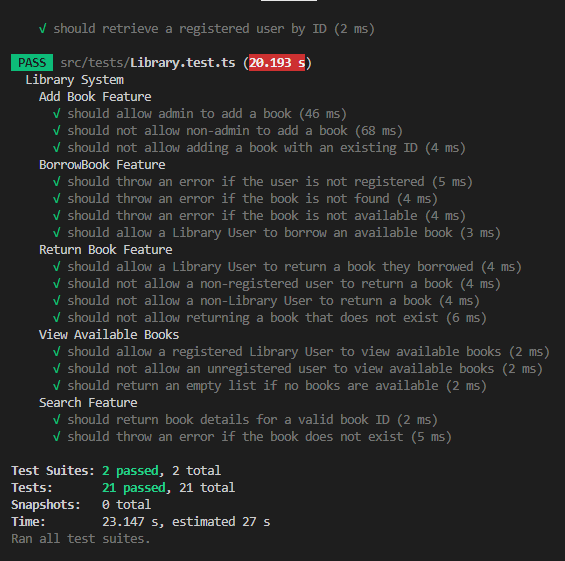 √ should retrieve a registered user by ID (2 ms)
PASS src/tests/Library.test.ts (20.193 s)
Library System
Add Book Feature
√ should allow admin to add a book (46 ms)
√ should not allow non-admin to add a book (68 ms)
√ should not allow adding a book with an existing ID (4 ms)
BorrowBook Feature
√ should throw an error if the user is not registered (5 ms)
√ should throw an error if the book is not found (4 ms)
√ should throw an error if the book is not available (4 ms)
√ should allow a Library User to borrow an available book (3 ms)
Return Book Feature
√ should allow a Library User to return a book they borrowed (4 ms)
√ should not allow a non-registered user to return a book (4 ms)
√ should not allow a non-Library User to return a book (4 ms)
√ should not allow returning a book that does not exist (6 ms)
View Available Books
√ should allow a registered Library User to view available books (2 ms)
√ should not allow an unregistered user to view available books (2 ms)
√ should return an empty list if no books are available (2 ms)
Search Feature
√ should return book details for a valid book ID (2 ms)
√ should throw an error if the book does not exist (5 ms)
Test Suites: 2 passed, 2 total
Tests: 21 passed, 21 total
Snapshots: 0 total
Time: 23.147 s, estimated 27 s
Ran all test suites.